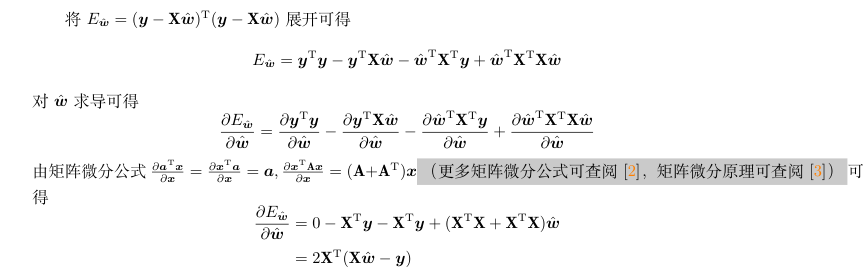 将 $E_{\hat{\boldsymbol{w}}} = (\boldsymbol{y} - \mathbf{X}\hat{\boldsymbol{w}})^{\mathrm{T}}(\boldsymbol{y} - \mathbf{X}\hat{\boldsymbol{w}})$ 展开可得
$E_{\hat{\boldsymbol{w}}} = \boldsymbol{y}^{\mathrm{T}}\boldsymbol{y} - \boldsymbol{y}^{\mathrm{T}}\mathbf{X}\hat{\boldsymbol{w}} - \hat{\boldsymbol{w}}^{\mathrm{T}}\mathbf{X}^{\mathrm{T}}\boldsymbol{y} + \hat{\boldsymbol{w}}^{\mathrm{T}}\mathbf{X}^{\mathrm{T}}\mathbf{X}\hat{\boldsymbol{w}}$
对 $\hat{\boldsymbol{w}}$ 求导可得
$\frac{\partial E_{\hat{\boldsymbol{w}}}}{\partial \hat{\boldsymbol{w}}} = \frac{\partial \boldsymbol{y}^{\mathrm{T}}\boldsymbol{y}}{\partial \hat{\boldsymbol{w}}} - \frac{\partial \boldsymbol{y}^{\mathrm{T}}\mathbf{X}\hat{\boldsymbol{w}}}{\partial \hat{\boldsymbol{w}}} - \frac{\partial \hat{\boldsymbol{w}}^{\mathrm{T}}\mathbf{X}^{\mathrm{T}}\boldsymbol{y}}{\partial \hat{\boldsymbol{w}}} + \frac{\partial \hat{\boldsymbol{w}}^{\mathrm{T}}\mathbf{X}^{\mathrm{T}}\mathbf{X}\hat{\boldsymbol{w}}}{\partial \hat{\boldsymbol{w}}}$
由矩阵微分公式 $\frac{\partial \boldsymbol{a}^{\mathrm{T}}\boldsymbol{x}}{\partial \boldsymbol{x}} = \frac{\partial \boldsymbol{x}^{\mathrm{T}}\boldsymbol{a}}{\partial \boldsymbol{x}} = \boldsymbol{a}, \frac{\partial \boldsymbol{x}^{\mathrm{T}}\mathbf{A}\boldsymbol{x}}{\partial \boldsymbol{x}} = (\mathbf{A}+\mathbf{A}^{\mathrm{T}})\boldsymbol{x}$（更多矩阵微分公式可查阅 [2]，矩阵微分原理可查阅 [3]）可
得
$\frac{\partial E_{\hat{\boldsymbol{w}}}}{\partial \hat{\boldsymbol{w}}} = 0 - \mathbf{X}^{\mathrm{T}}\boldsymbol{y} - \mathbf{X}^{\mathrm{T}}\boldsymbol{y} + (\mathbf{X}^{\mathrm{T}}\mathbf{X} + \mathbf{X}^{\mathrm{T}}\mathbf{X})\hat{\boldsymbol{w}}$
$= 2\mathbf{X}^{\mathrm{T}}(\mathbf{X}\hat{\boldsymbol{w}} - \boldsymbol{y})$